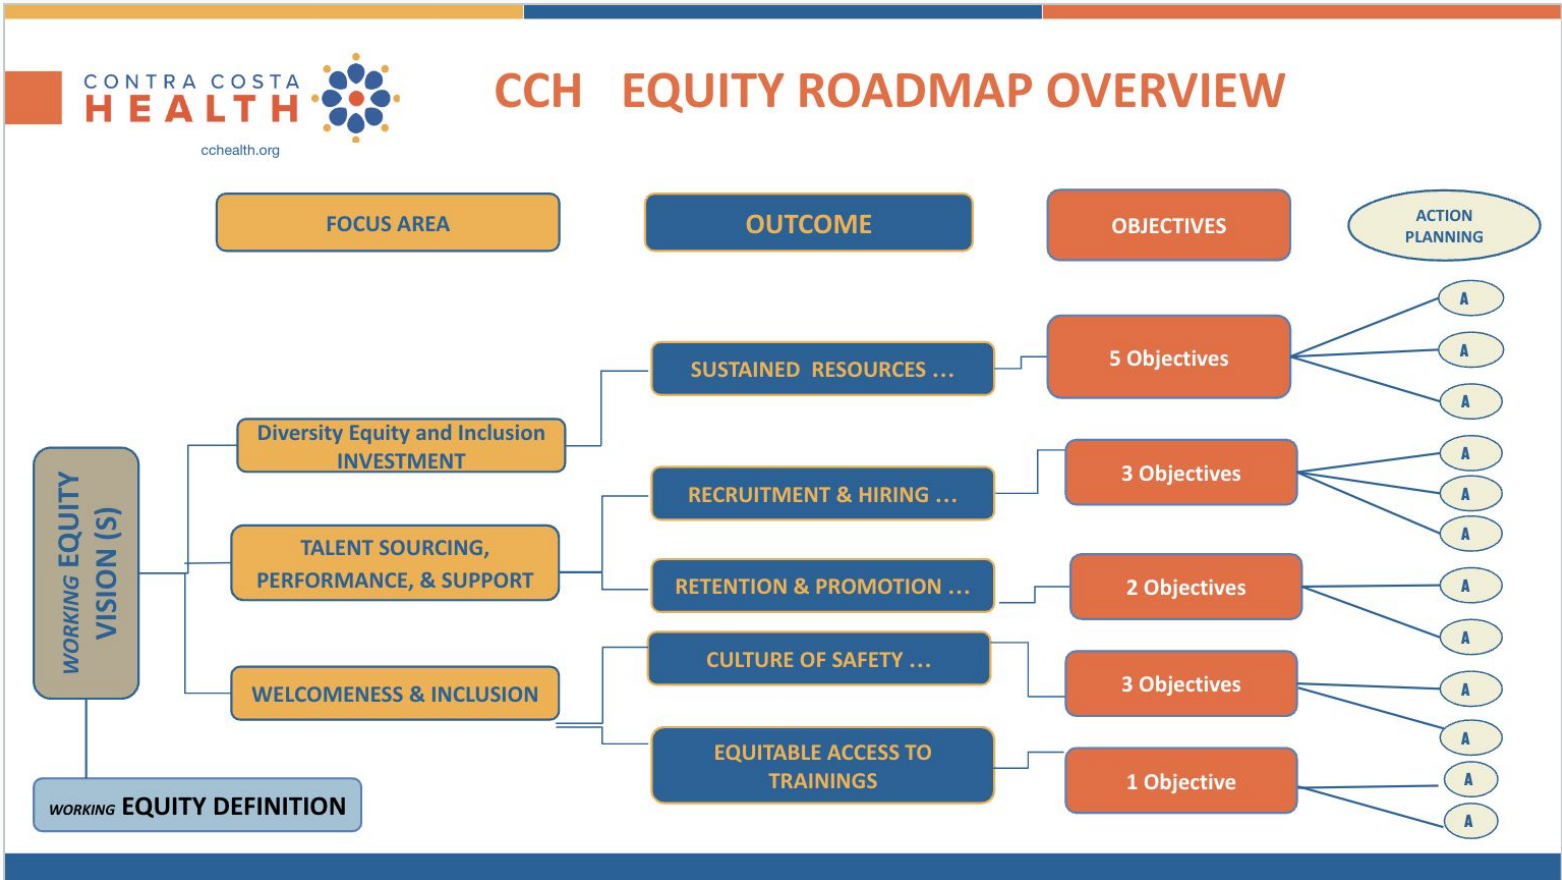 CONTRA COSTA
HEALTH
cchealth.org
CCH EQUITY ROADMAP OVERVIEW
FOCUS AREA
OUTCOME
OBJECTIVES
ACTION
PLANNING
WORKING EQUITY
VISION (S)
WORKING EQUITY DEFINITION
Diversity Equity and Inclusion
INVESTMENT
TALENT SOURCING,
PERFORMANCE, & SUPPORT
WELCOMENESS & INCLUSION
SUSTAINED RESOURCES ...
RECRUITMENT & HIRING ...
RETENTION & PROMOTION ...
CULTURE OF SAFETY ...
EQUITABLE ACCESS TO
TRAININGS
5 Objectives
3 Objectives
2 Objectives
3 Objectives
1 Objective
A
A
A
A
A
A
A
A
A
A
A
A